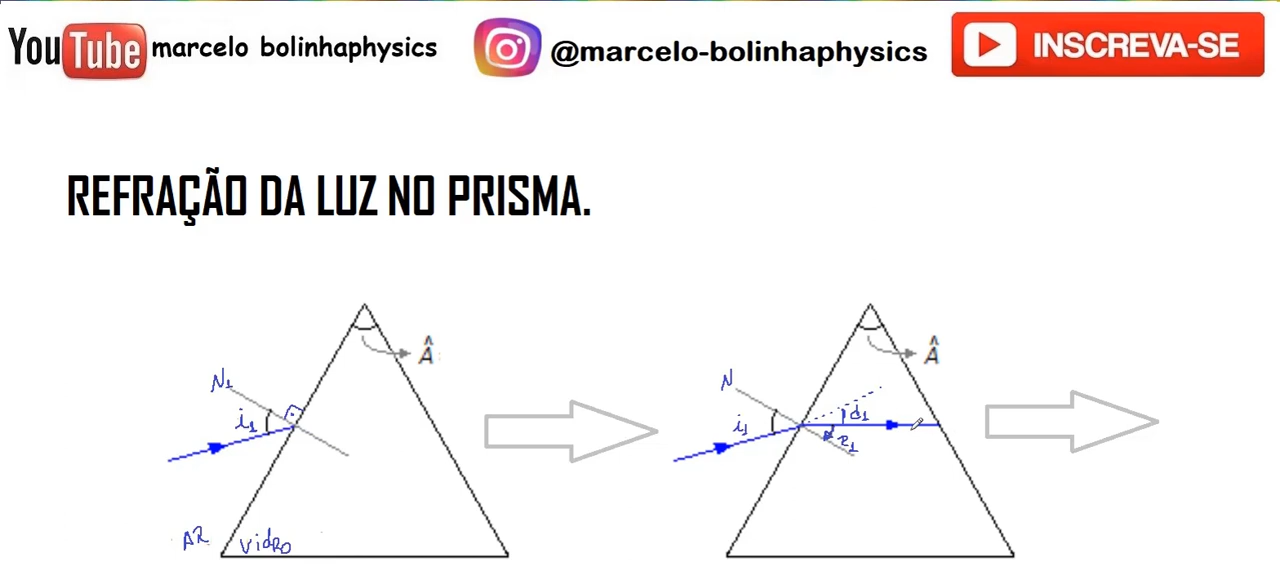 YouTube marcelo bolinhaphysics @marcelo-bolinhaphysics INSCREVA-SE
REFRAÇÃO DA LUZ NO PRISMA.
Â Â
N1 N
i1 i1 d1
r1
AR VIDRO